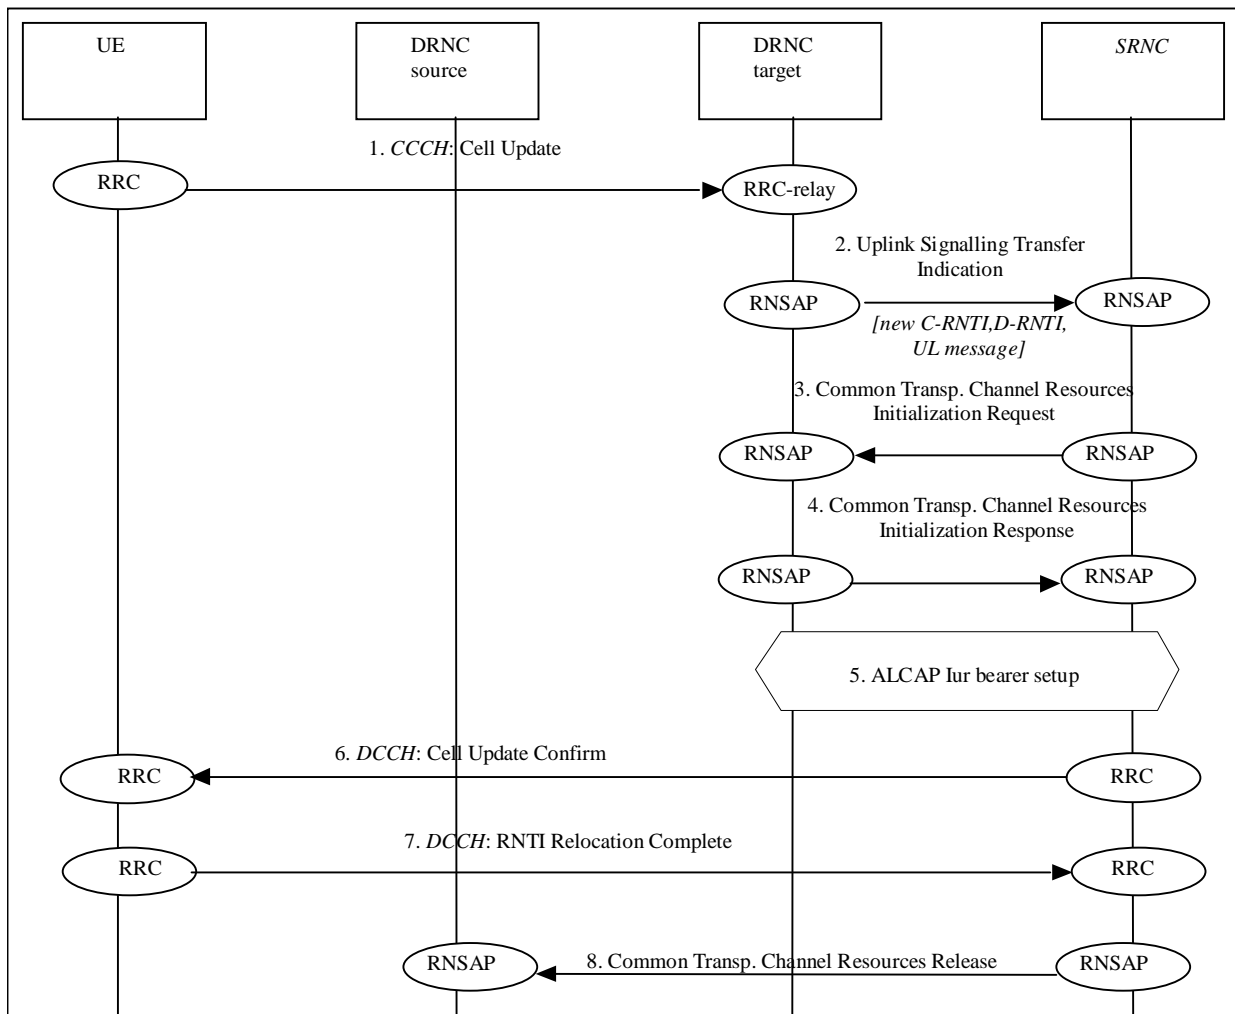 UE
DRNC
source
DRNC
target
SRNC
1. CCCH: Cell Update
RRC
RRC-relay
2. Uplink Signalling Transfer
Indication
RNSAP
RNSAP
[new C-RNTI,D-RNTI,
UL message]
3. Common Transp. Channel Resources
Initialization Request
RNSAP
RNSAP
4. Common Transp. Channel Resources
Initialization Response
RNSAP
RNSAP
5. ALCAP Iur bearer setup
6. DCCH: Cell Update Confirm
RRC
RRC
7. DCCH: RNTI Relocation Complete
RRC
RRC
RNSAP
8. Common Transp. Channel Resources Release
RNSAP